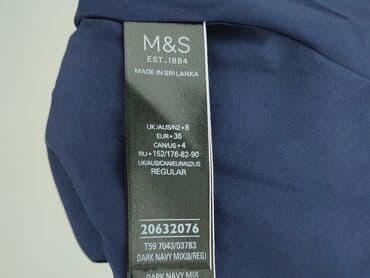 M&S
EST. 1884
MADE IN SRI LANKA
UK/AUS/NZ • 8
EUR • 36
CAN/US • 4
RU • 152/176-82-90
UK/AUS/CAN/EUR/NZ/US
REGULAR
20632076
T59 7043/03783
DARK NAVY MIX(8/REG)
DARK NAVY MIX